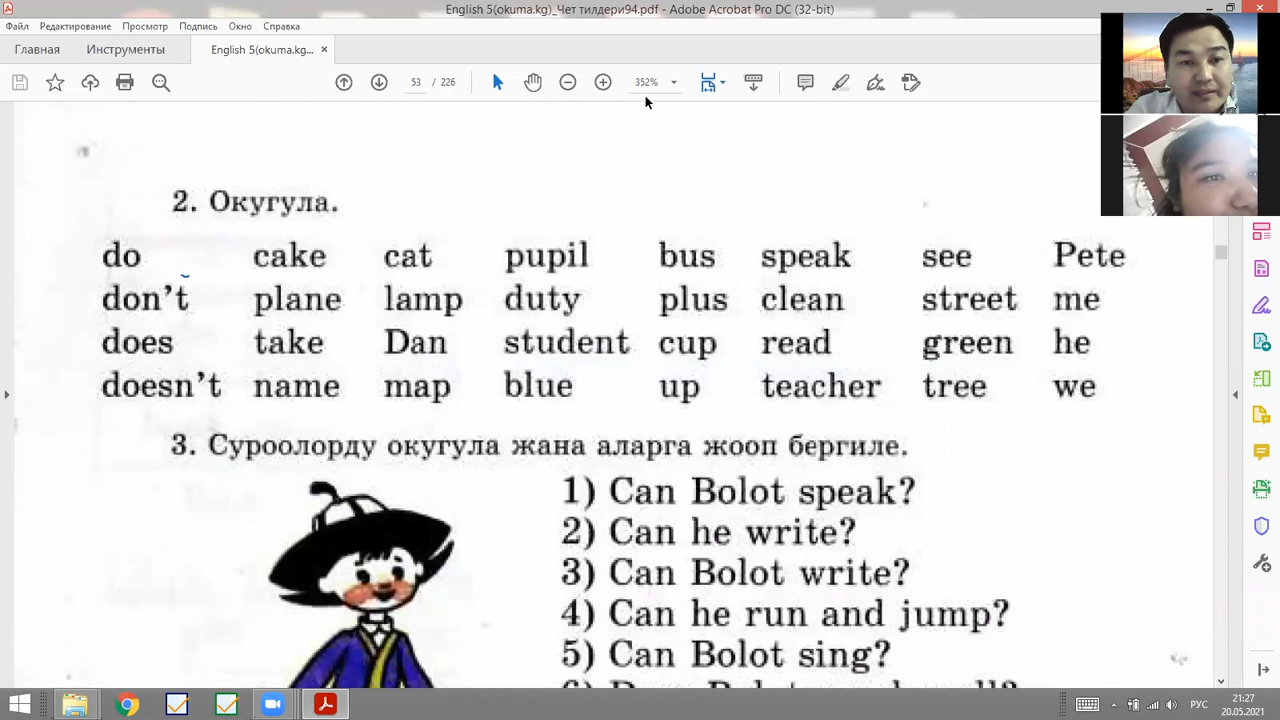 English 5(okuma.kg)_Чет тилдери94.pdf - Adobe Acrobat Pro DC (32-bit)
Файл Редактирование Просмотр Подпись Окно Справка
Главная Инструменты English 5(okuma.kg... ×
53 / 226 352%
2. Окугула.
do cake cat pupil bus speak see Pete
don't plane lamp duty plus clean street me
does take Dan student cup read green he
doesn't name map blue up teacher tree we
3. Суроолорду окугула жана аларга жооп бергиле.
1) Can Bolot speak?
2) Can he write?
3) Can Bolot write?
4) Can he run and jump?
5) Can Bolot sing?
РУС
21:27
20.05.2021